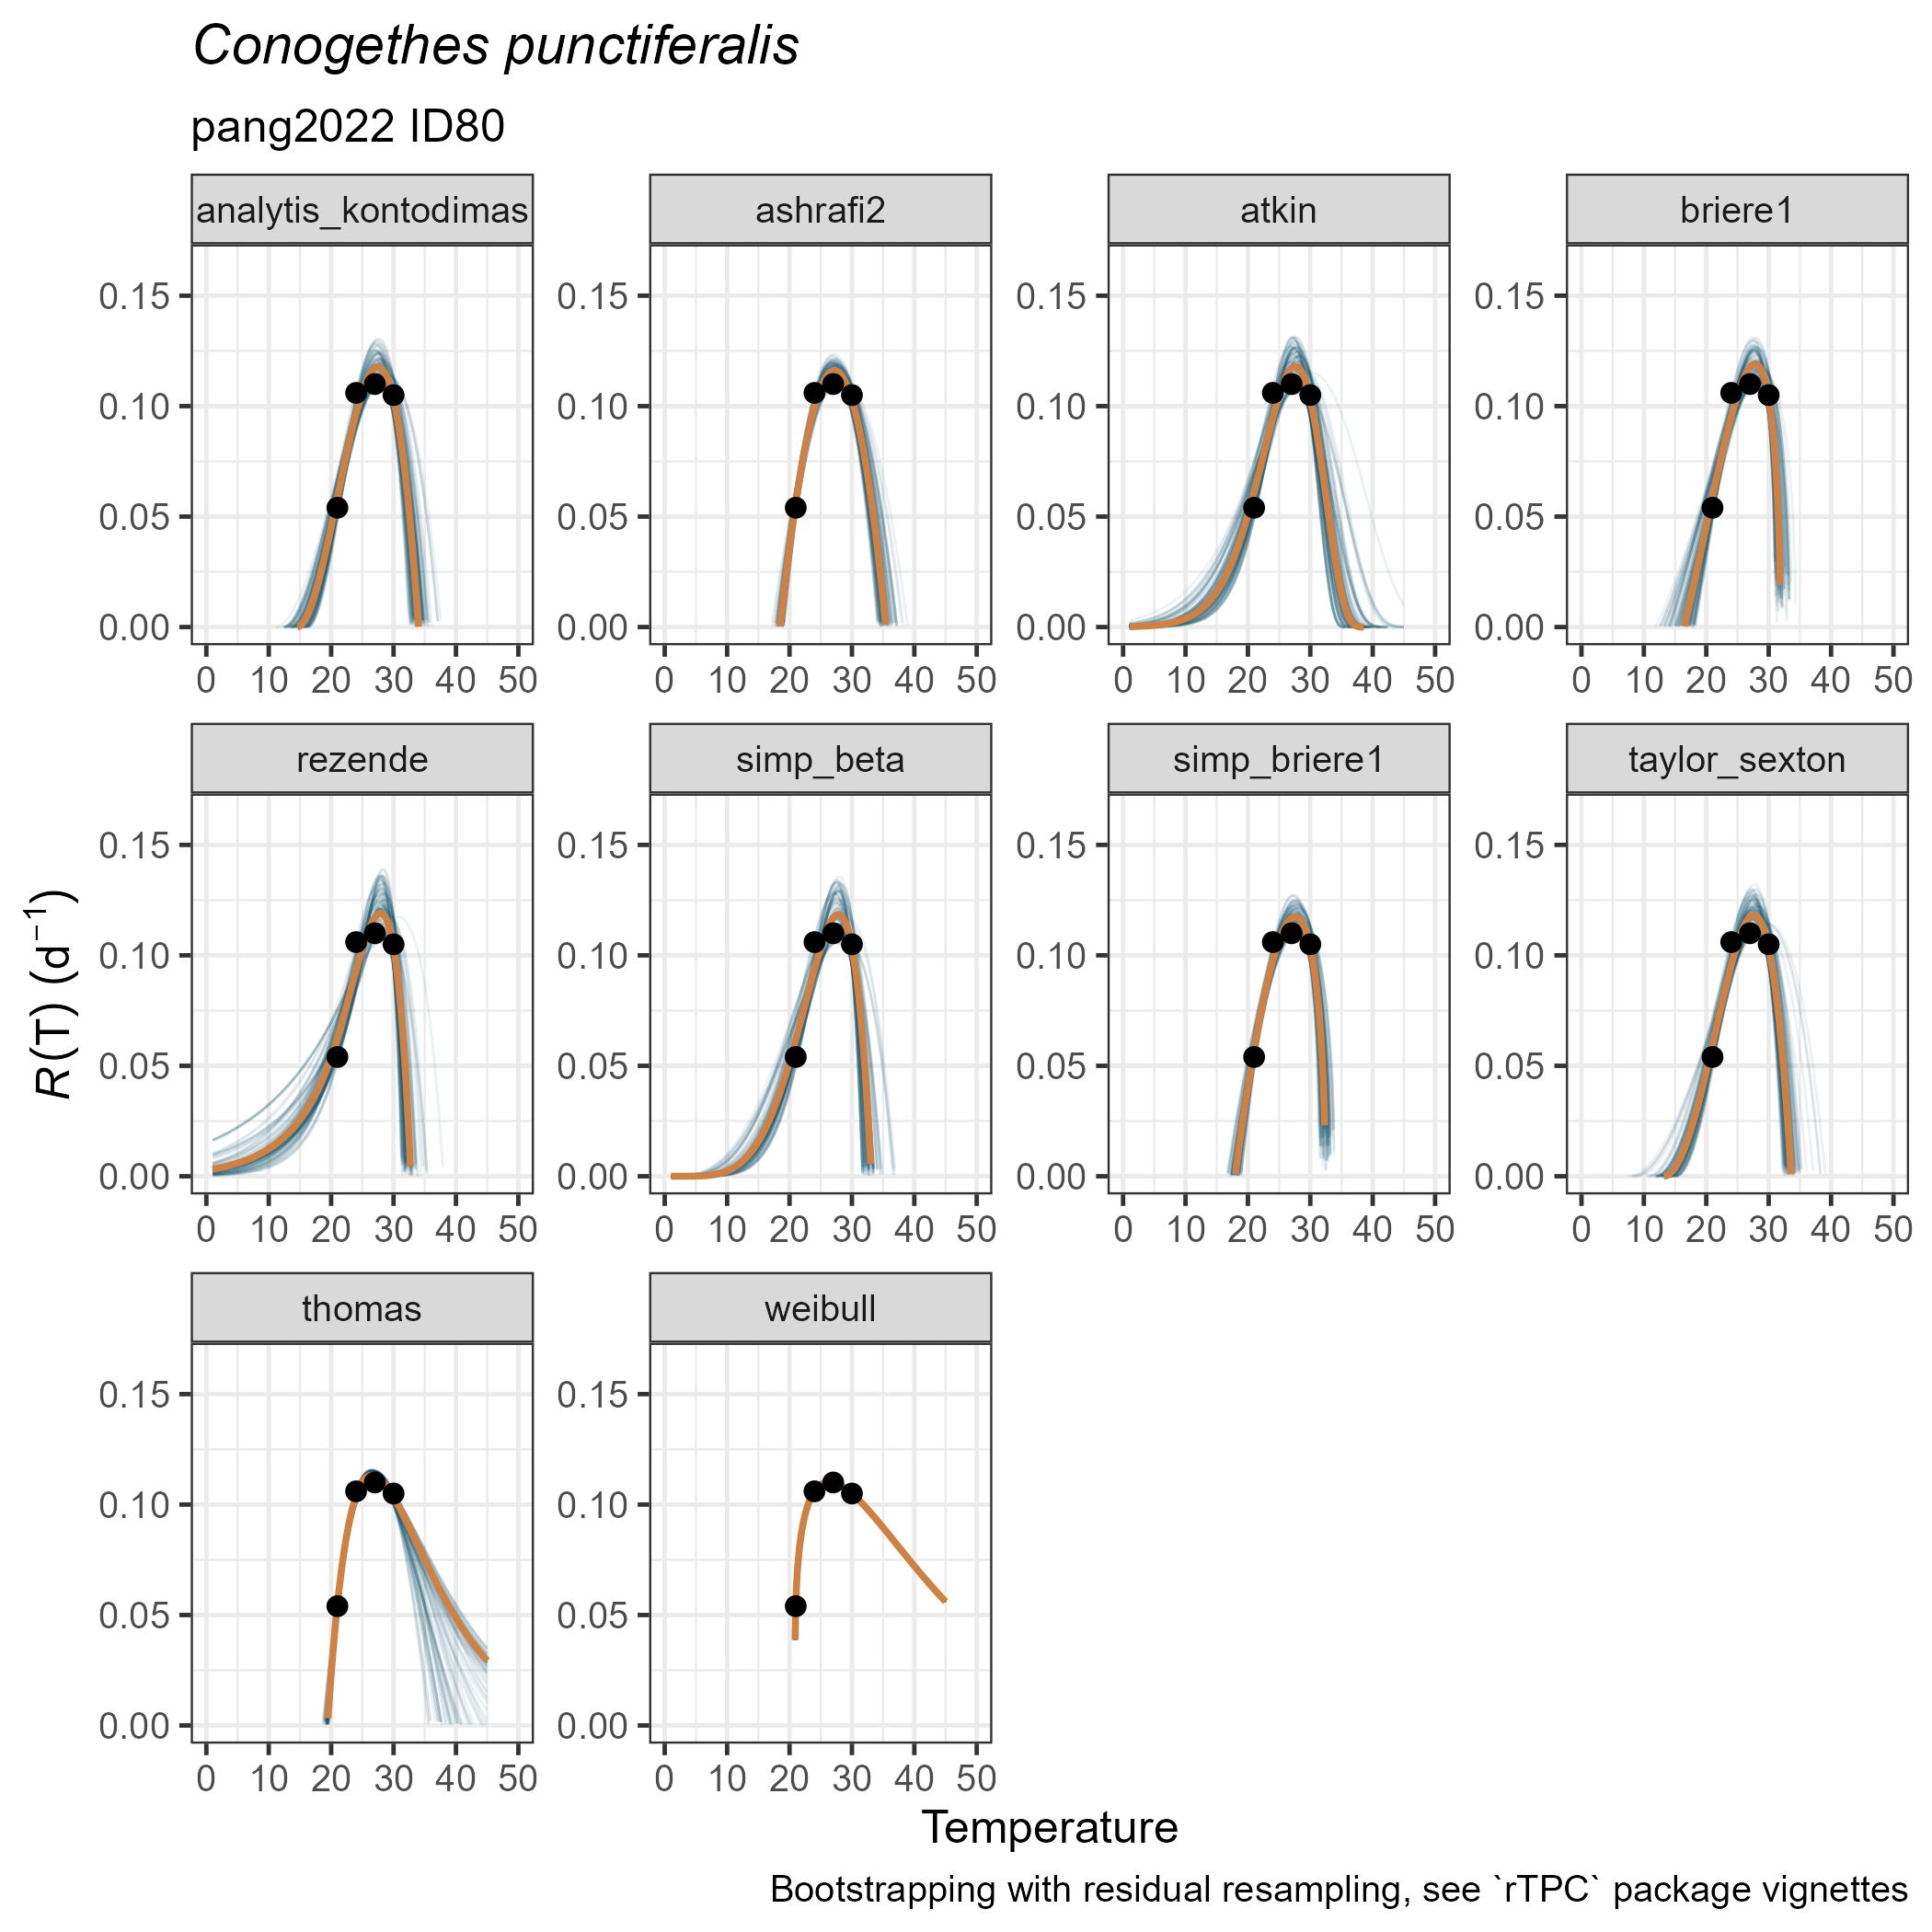 Conogethes punctiferalis
pang2022 ID80
analytis_kontodimas ashrafi2 atkin briere1
0.15 0.15 0.15 0.15
0.10 0.10 0.10 0.10
0.05 0.05 0.05 0.05
0.00 0.00 0.00 0.00
0 10 20 30 40 50 0 10 20 30 40 50 0 10 20 30 40 50 0 10 20 30 40 50
rezende simp_beta simp_briere1 taylor_sexton
0.15 0.15 0.15 0.15
0.10 0.10 0.10 0.10
0.05 0.05 0.05 0.05
0.00 0.00 0.00 0.00
0 10 20 30 40 50 0 10 20 30 40 50 0 10 20 30 40 50 0 10 20 30 40 50
R(T) (d⁻¹)
thomas weibull
0.15 0.15
0.10 0.10
0.05 0.05
0.00 0.00
0 10 20 30 40 50 0 10 20 30 40 50
Temperature
Bootstrapping with residual resampling, see `rTPC` package vignettes